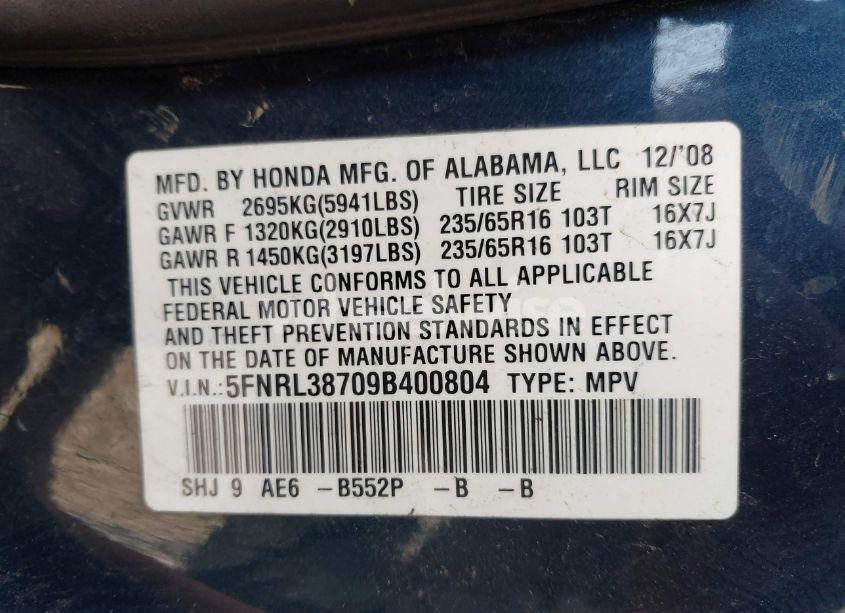 MFD. BY HONDA MFG. OF ALABAMA, LLC 12/'08
GVWR 2695KG(5941LBS) TIRE SIZE RIM SIZE
GAWR F 1320KG(2910LBS) 235/65R16 103T 16X7J
GAWR R 1450KG(3197LBS) 235/65R16 103T 16X7J
THIS VEHICLE CONFORMS TO ALL APPLICABLE
FEDERAL MOTOR VEHICLE SAFETY
AND THEFT PREVENTION STANDARDS IN EFFECT
ON THE DATE OF MANUFACTURE SHOWN ABOVE.
V.I.N.: 5FNRL38709B400804 TYPE: MPV
SHJ 9 AE6 -B552P -B -B